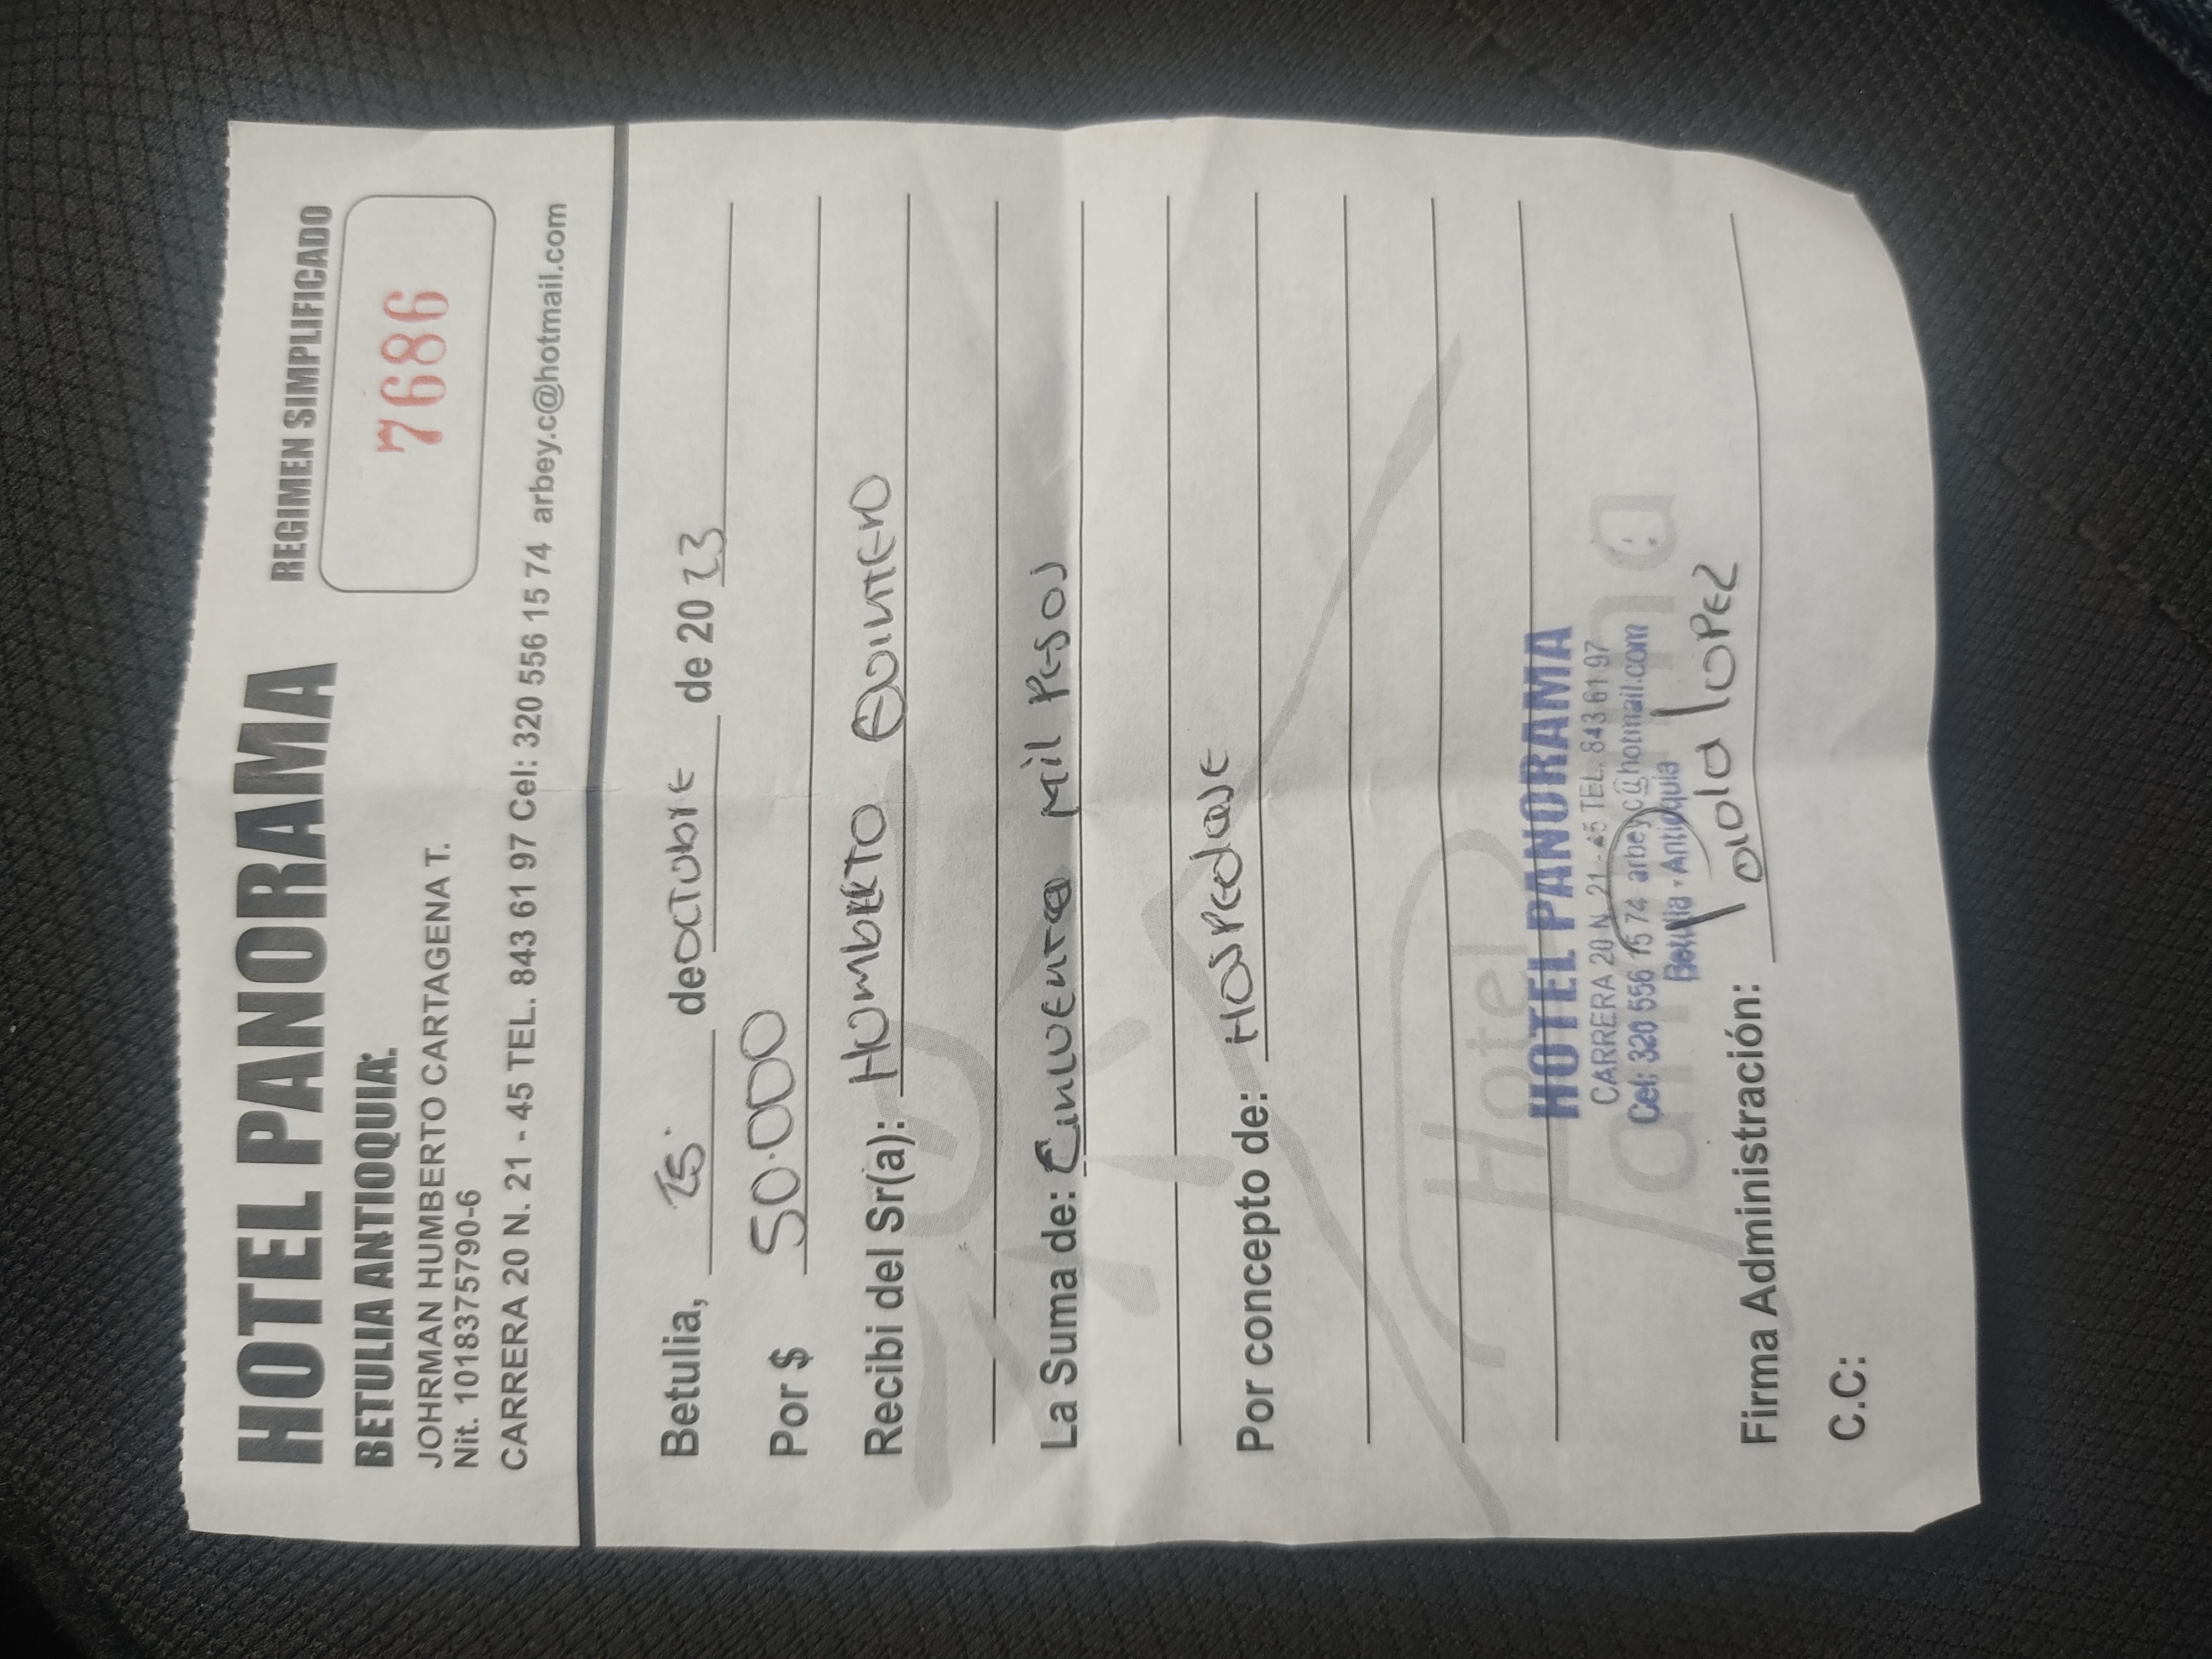 HOTEL PANORAMA
REGIMEN SIMPLIFICADO
BETULIA ANTIOQUIA:
7686
JOHRMAN HUMBERTO CARTAGENA T.
Nit. 1018375790-6
CARRERA 20 N. 21 - 45 TEL. 843 61 97 Cel: 320 556 15 74 arbey.c@hotmail.com
Betulia, 15. de octubre de 20 23
Por $ 50.000
Recibi del Sr(a): Humberto Quintero
La Suma de: Cincuenta mil pesos
Por concepto de: Hospedaje
Hotel
HOTEL PANORAMA
CARRERA 20 N. 21 - 45 TEL. 843 61 97
Cel: 320 556 15 74 arbey.c@hotmail.com
Betulia - Antioquia
Firma Administración: paola lopez
C.C: